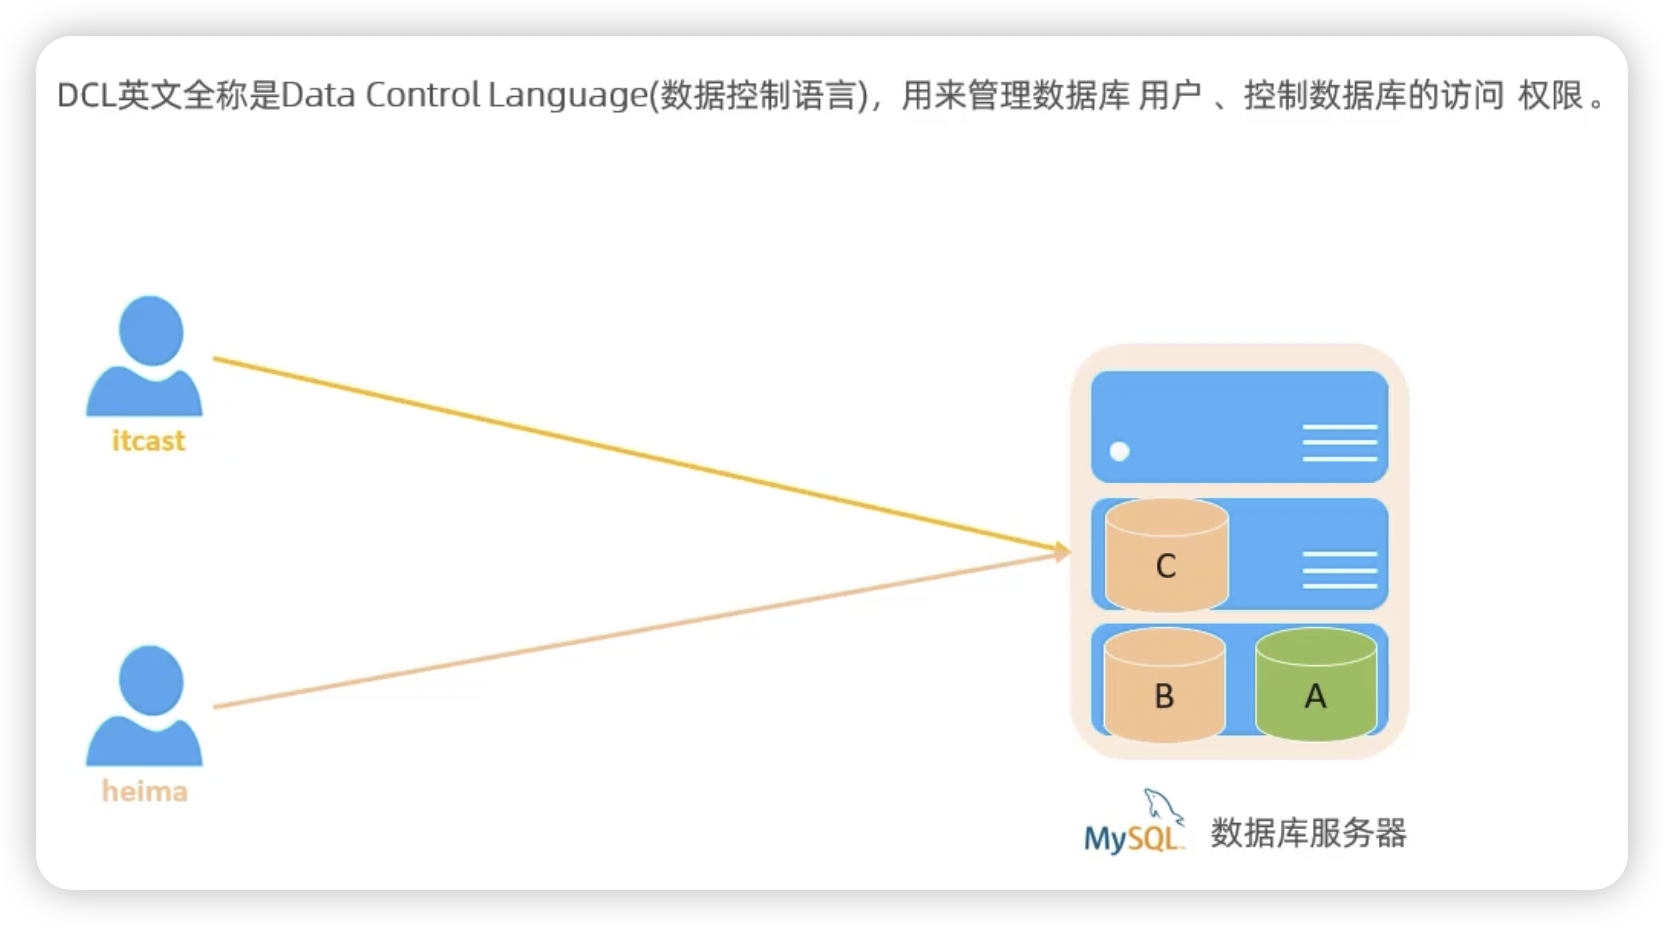 DCL英文全称是Data Control Language(数据控制语言)，用来管理数据库 用户 、控制数据库的访问 权限 。
itcast
C
B
A
heima
MySQL 数据库服务器